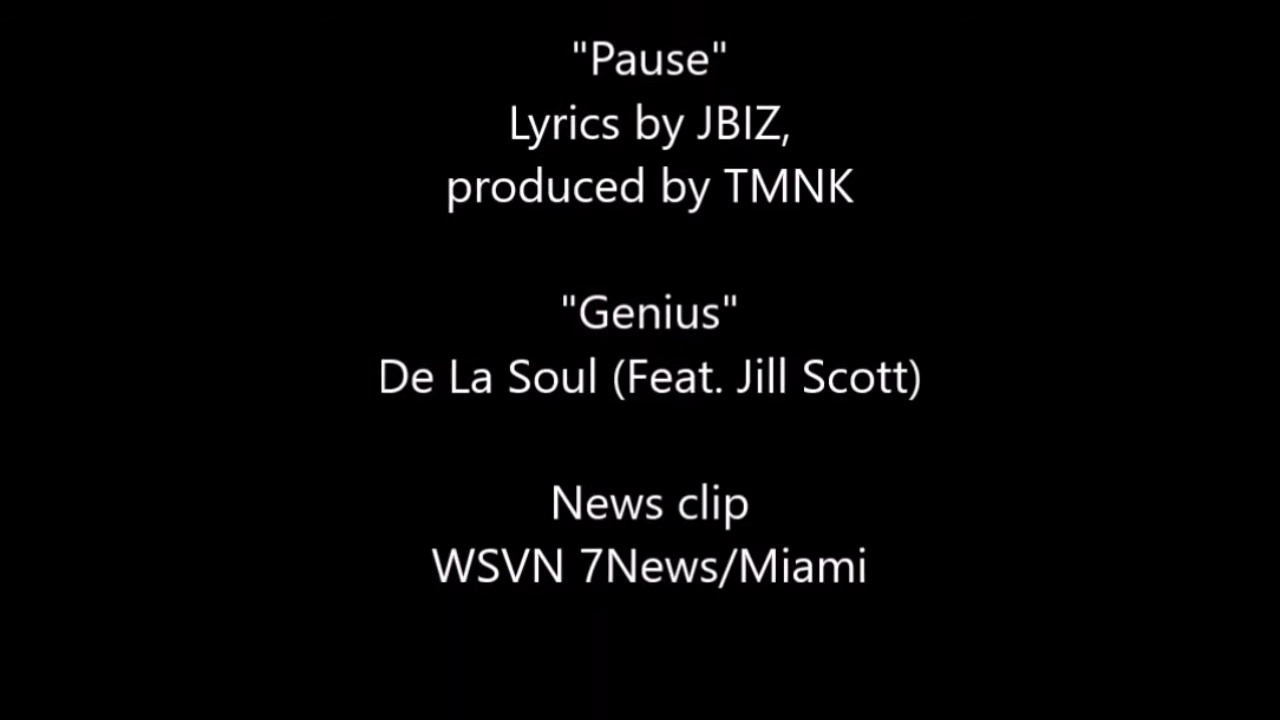 "Pause"
Lyrics by JBIZ,
produced by TMNK
"Genius"
De La Soul (Feat. Jill Scott)
News clip
WSVN 7News/Miami